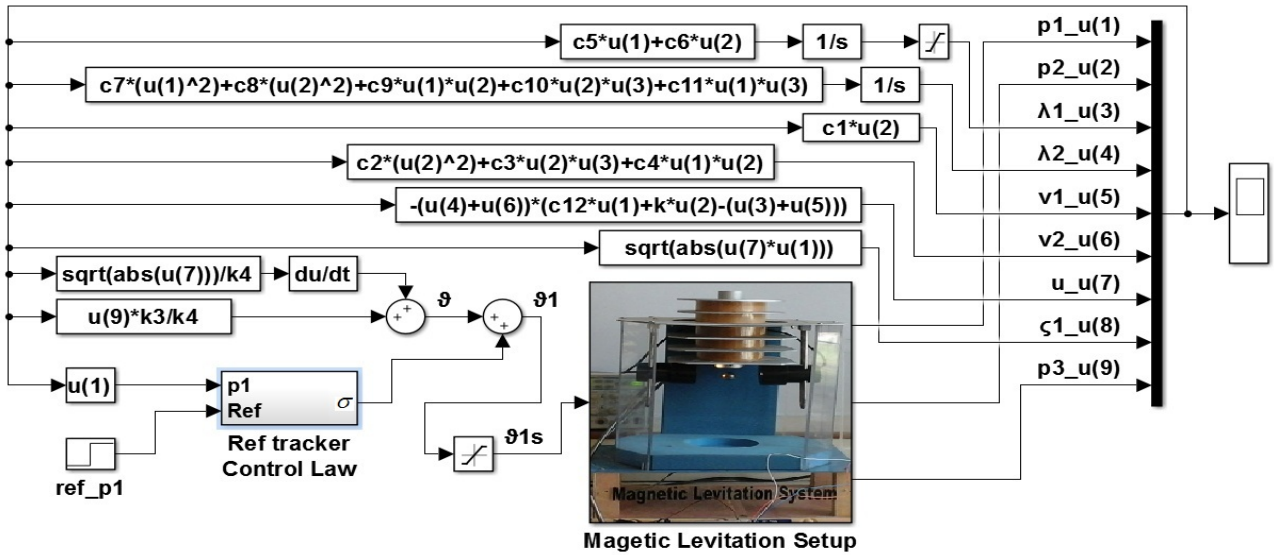 p1_u(1)
c5*u(1)+c6*u(2)
1/s
p2_u(2)
c7*(u(1)^2)+c8*(u(2)^2)+c9*u(1)*u(2)+c10*u(2)*u(3)+c11*u(1)*u(3)
1/s
λ1_u(3)
c1*u(2)
λ2_u(4)
c2*(u(2)^2)+c3*u(2)*u(3)+c4*u(1)*u(2)
v1_u(5)
-(u(4)+u(6))*(c12*u(1)+k*u(2)-(u(3)+u(5)))
v2_u(6)
sqrt(abs(u(7)*u(1)))
sqrt(abs(u(7)))/k4
du/dt
u_u(7)
ϑ
ϑ1
u(9)*k3/k4
++
++
ς1_u(8)
p3_u(9)
u(1)
p1
Ref
σ
Ref tracker
Control Law
ϑ1s
ref_p1
Magnetic Levitation System
Magetic Levitation Setup